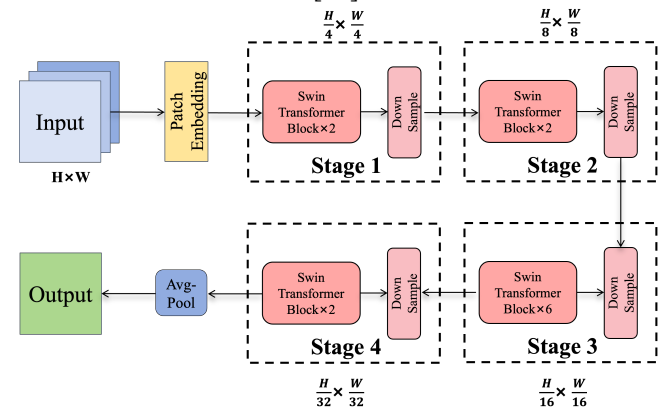 H/4 × W/4
H/8 × W/8
Input
H×W
Patch
Embedding
Swin
Transformer
Block×2
Down
Sample
Stage 1
Swin
Transformer
Block×2
Down
Sample
Stage 2
Output
Avg-
Pool
Swin
Transformer
Block×2
Down
Sample
Stage 4
Swin
Transformer
Block×6
Down
Sample
Stage 3
H/32 × W/32
H/16 × W/16